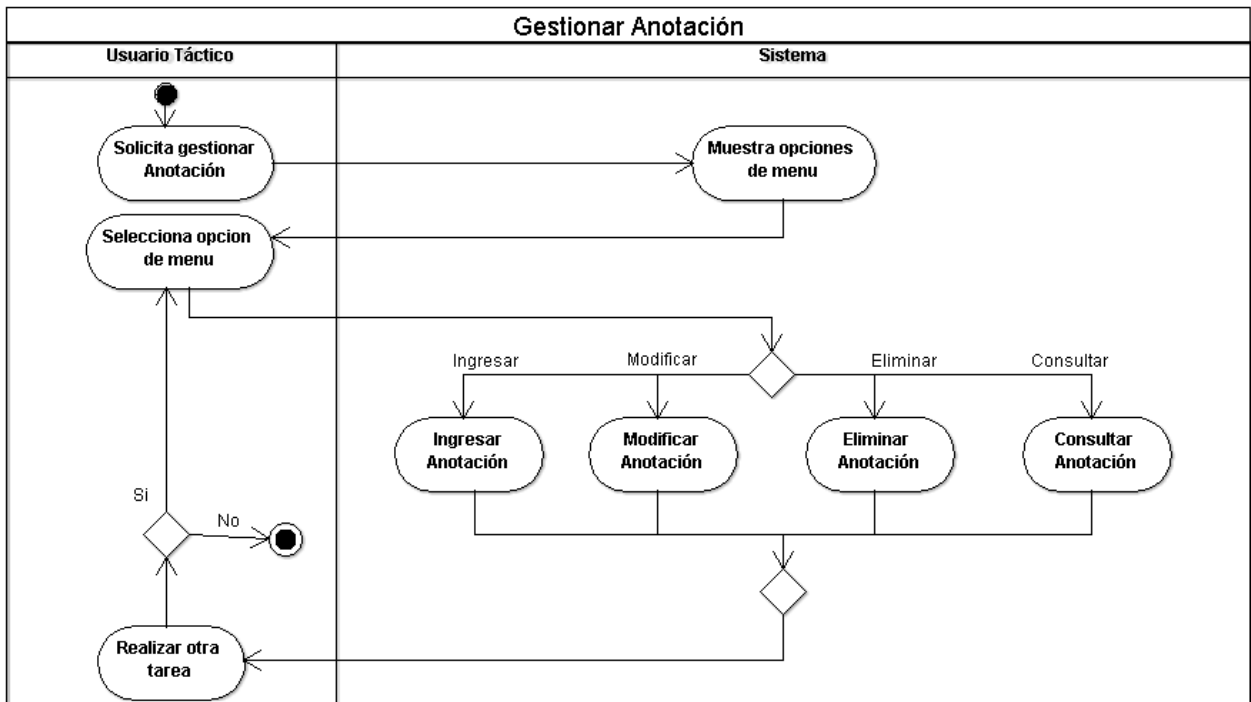 Gestionar Anotación
Usuario Táctico
Sistema
Solicita gestionar
Anotación
Muestra opciones
de menu
Selecciona opcion
de menu
Ingresar
Modificar
Eliminar
Consultar
Ingresar
Anotación
Modificar
Anotación
Eliminar
Anotación
Consultar
Anotación
Si
No
Realizar otra
tarea